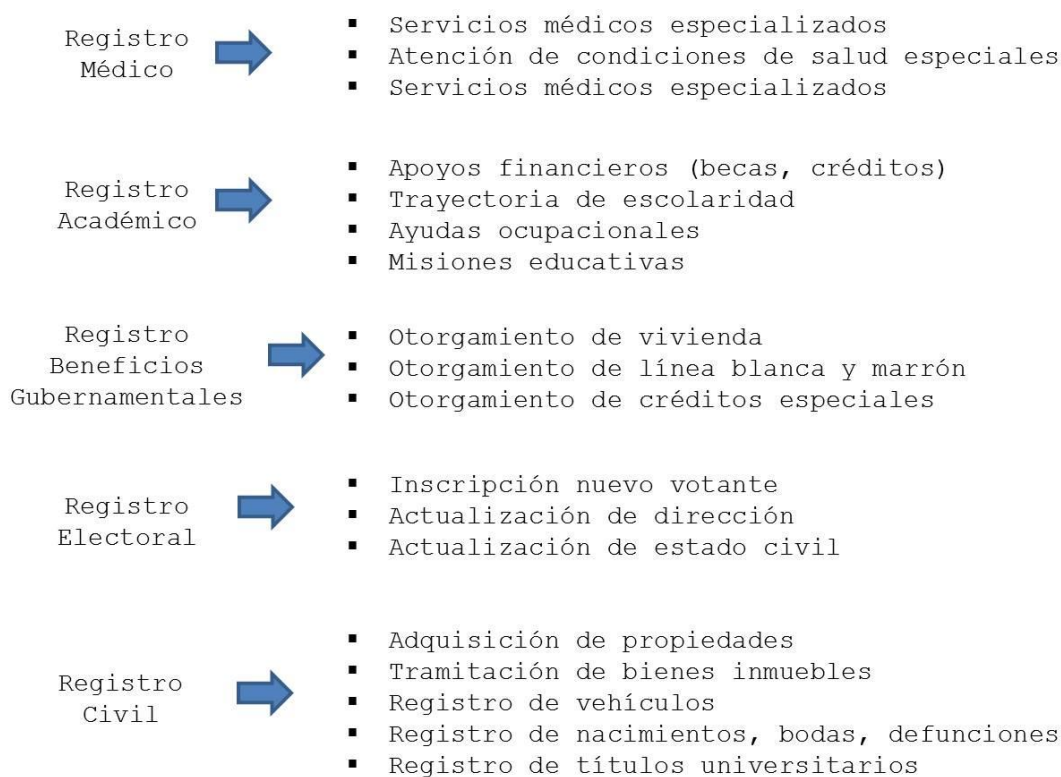 Registro
Médico
▪ Servicios médicos especializados
▪ Atención de condiciones de salud especiales
▪ Servicios médicos especializados
Registro
Académico
▪ Apoyos financieros (becas, créditos)
▪ Trayectoria de escolaridad
▪ Ayudas ocupacionales
▪ Misiones educativas
Registro
Beneficios
Gubernamentales
▪ Otorgamiento de vivienda
▪ Otorgamiento de línea blanca y marrón
▪ Otorgamiento de créditos especiales
Registro
Electoral
▪ Inscripción nuevo votante
▪ Actualización de dirección
▪ Actualización de estado civil
Registro
Civil
▪ Adquisición de propiedades
▪ Tramitación de bienes inmuebles
▪ Registro de vehículos
▪ Registro de nacimientos, bodas, defunciones
▪ Registro de títulos universitarios